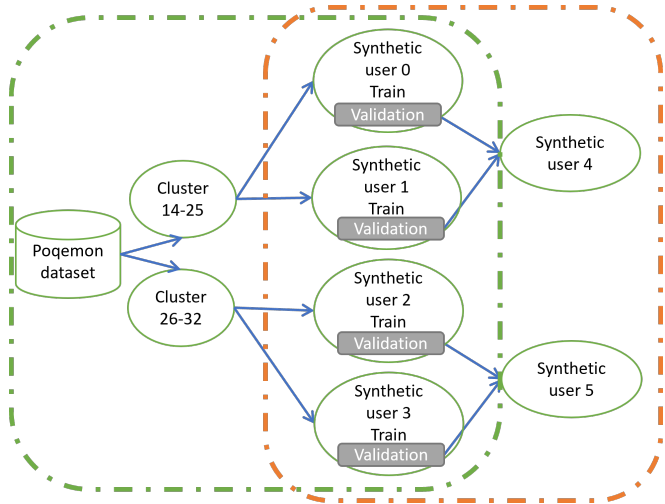 Poqemon
dataset
Cluster
14-25
Cluster
26-32
Synthetic
user 0
Train
Validation
Synthetic
user 1
Train
Validation
Synthetic
user 2
Train
Validation
Synthetic
user 3
Train
Validation
Synthetic
user 4
Synthetic
user 5